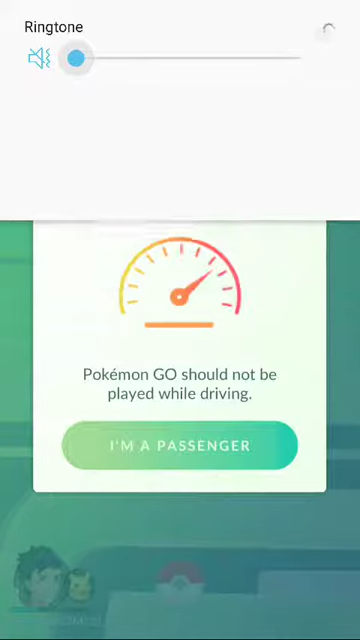 Ringtone
Pokémon GO should not be
played while driving.
I'M A PASSENGER